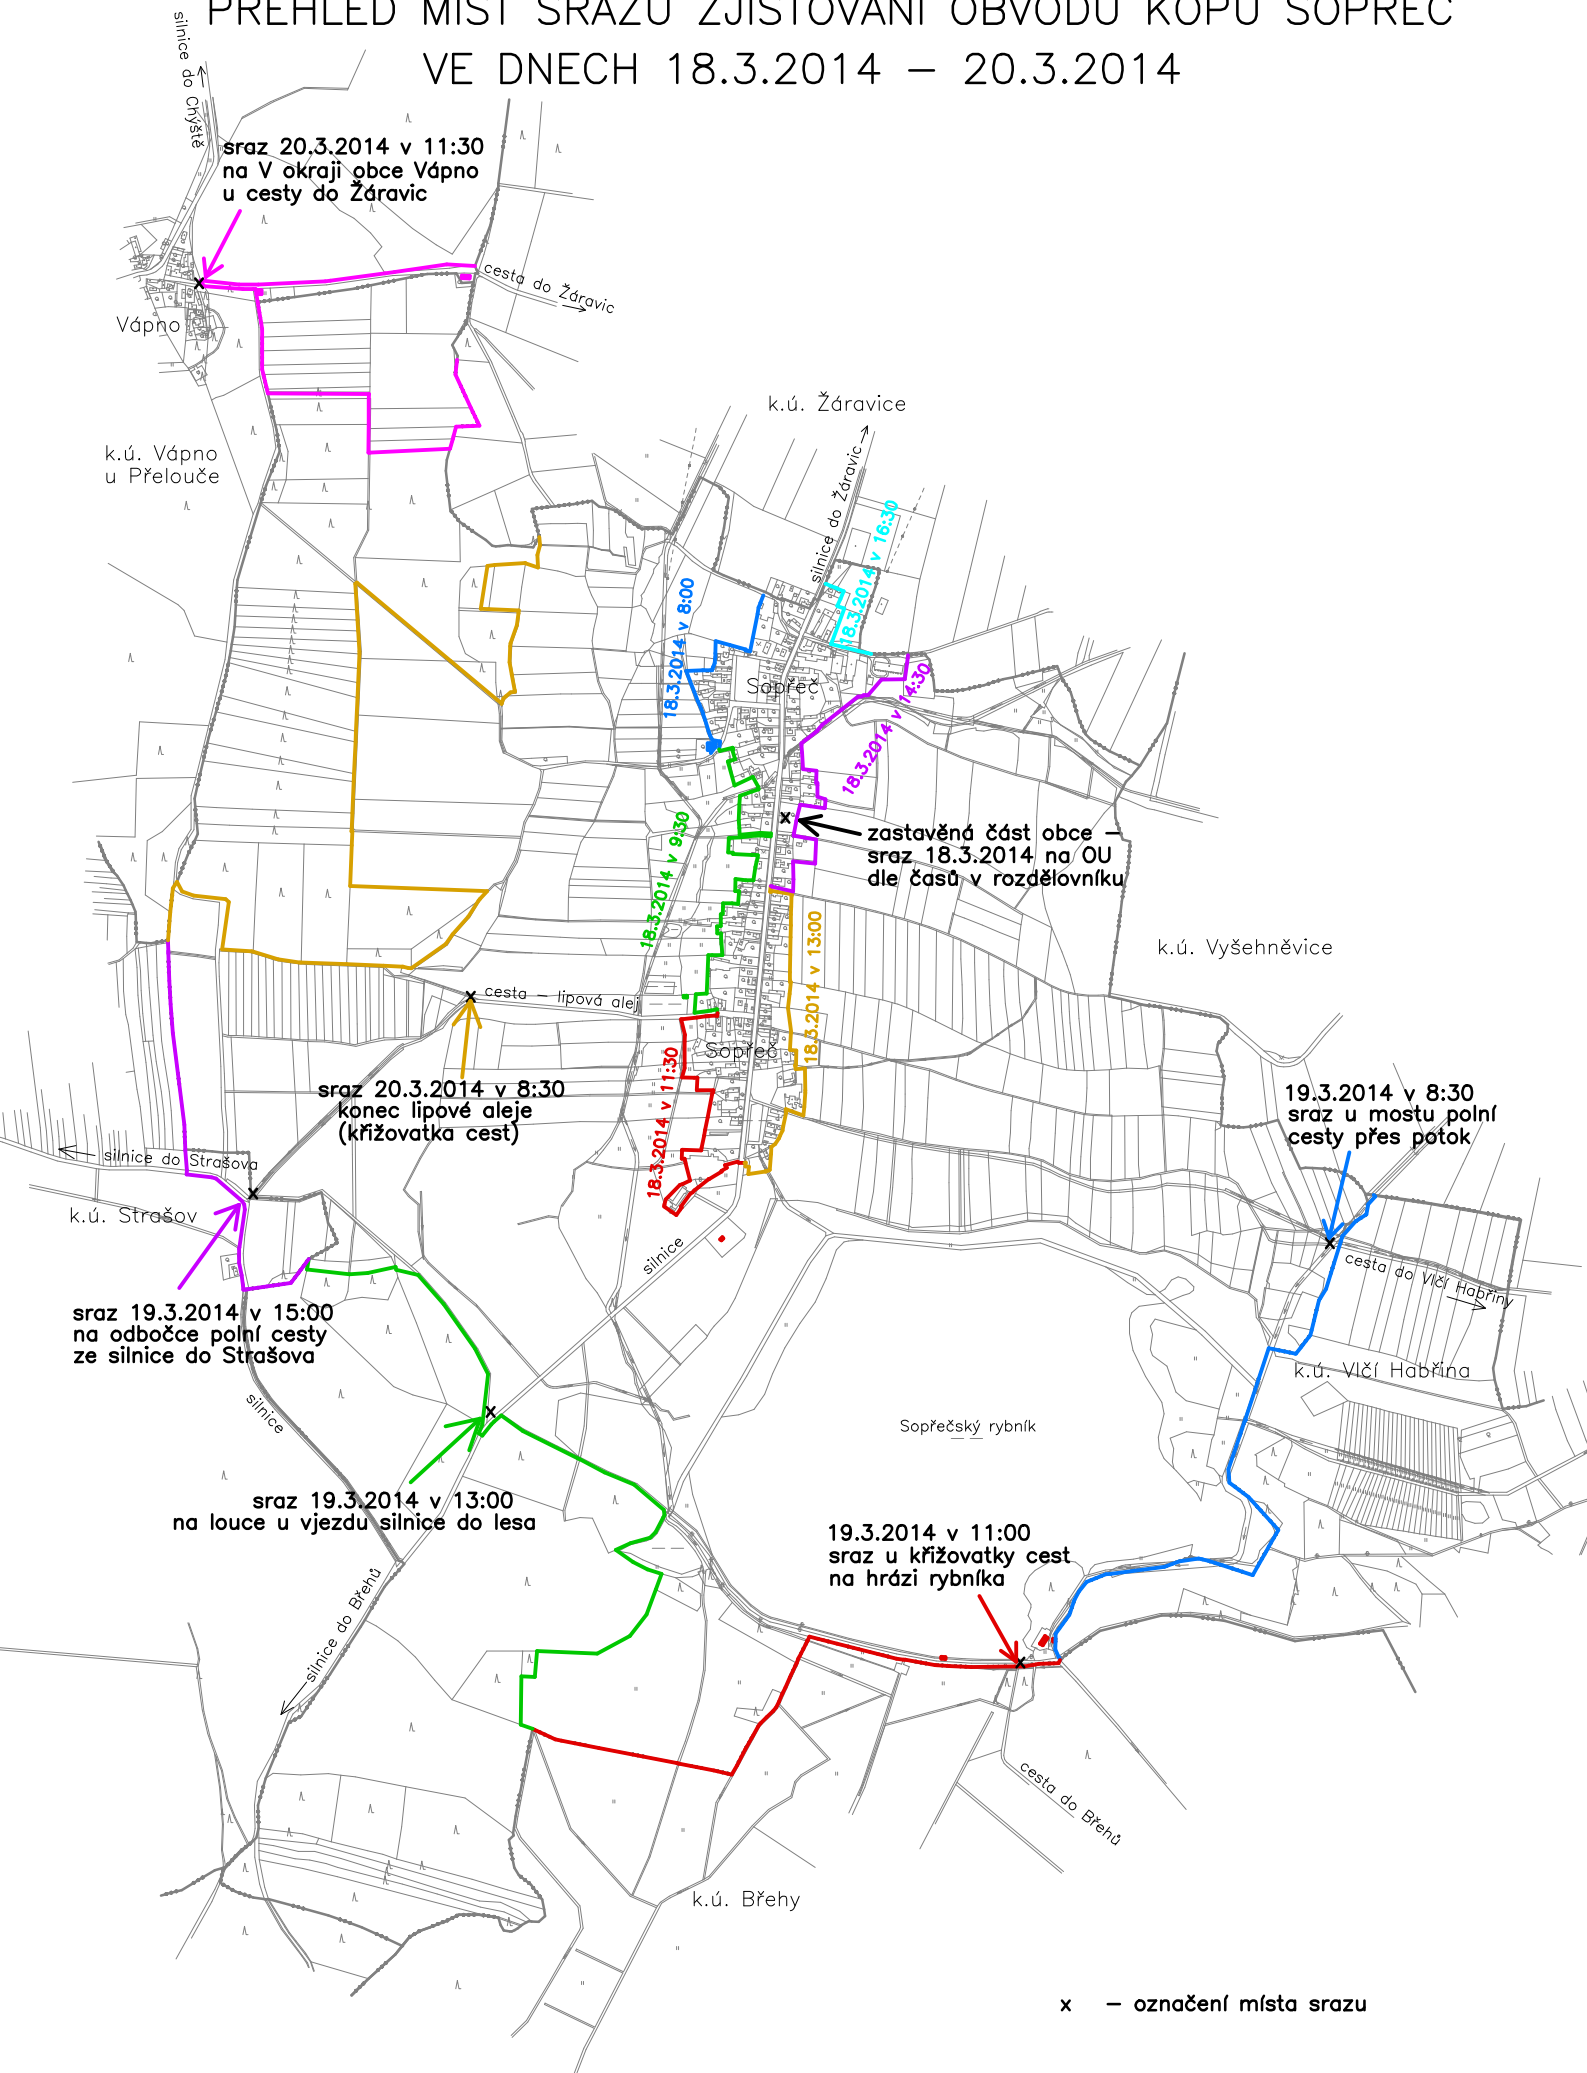 PŘEHLED MÍST SRAZU ZJIŠŤOVÁNÍ OBVODU KOPÚ SOPŘEČ
VE DNECH 18.3.2014 – 20.3.2014
silnice do Chýště
sraz 20.3.2014 v 11:30
na V okraji obce Vápno
u cesty do Žáravic
cesta do Žáravic
Vápno
k.ú. Vápno
u Přelouče
k.ú. Žáravice
silnice do Žáravic
18.3.2014 v 16:30
18.3.2014 v 8:00
Sopřeč
18.3.2014 v 14:30
18.3.2014 v 9:30
zastavěná část obce –
sraz 18.3.2014 na OU
dle časů v rozdělovníku
k.ú. Vyšehněvice
18.3.2014 v 13:00
cesta – lipová alej
Sopřeč
18.3.2014 v 11:30
sraz 20.3.2014 v 8:30
konec lipové aleje
(křižovatka cest)
19.3.2014 v 8:30
sraz u mostu polní
cesty přes potok
silnice do Strašova
k.ú. Strašov
silnice
cesta do Vlčí Habřiny
sraz 19.3.2014 v 15:00
na odbočce polní cesty
ze silnice do Strašova
k.ú. Vlčí Habřina
silnice
Sopřečský rybník
sraz 19.3.2014 v 13:00
na louce u vjezdu silnice do lesa
19.3.2014 v 11:00
sraz u křižovatky cest
na hrázi rybníka
silnice do Břehů
cesta do Břehů
k.ú. Břehy
x – označení místa srazu